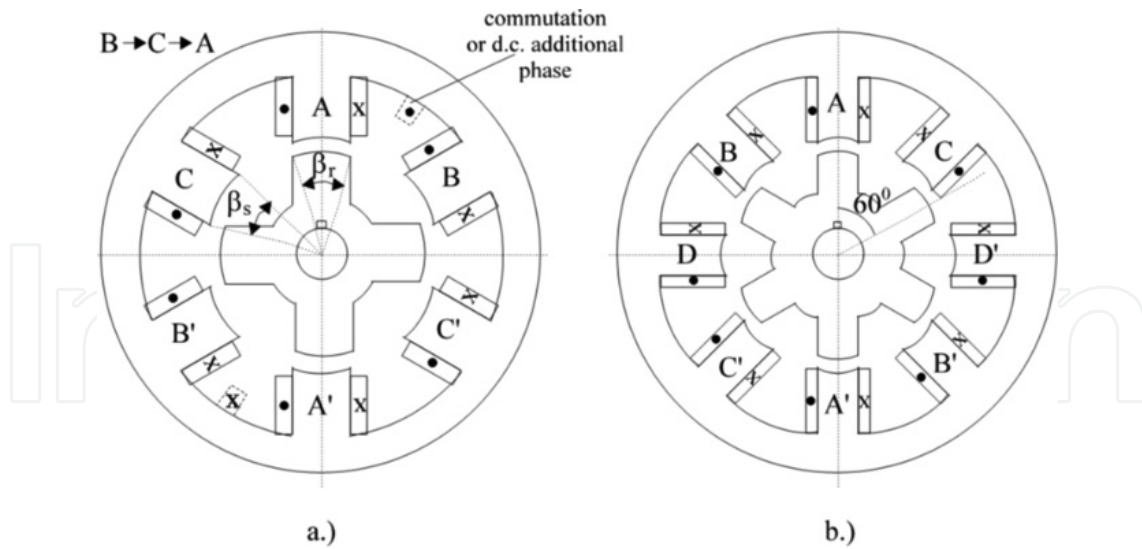 B→C→A
commutation
or d.c. additional
phase
A
x
x
B
x
C
βr
βs
B'
x
x
A'
x
C'
x
A
x
B
x
C
x
60⁰
D
x
D'
x
C'
x
B'
x
A'
x
a.)
b.)